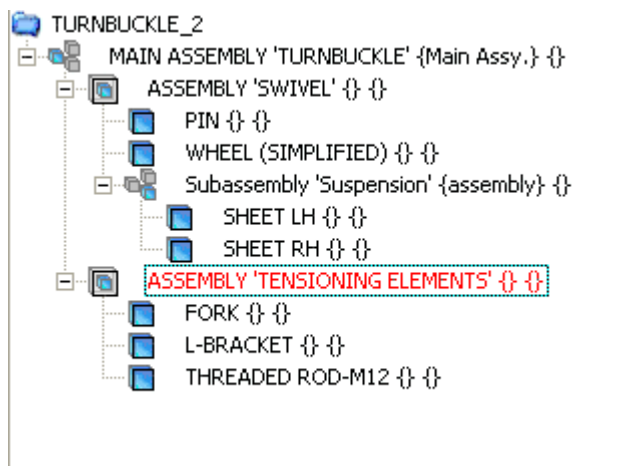 TURNBUCKLE_2
MAIN ASSEMBLY 'TURNBUCKLE' {Main Assy.} {}
ASSEMBLY 'SWIVEL' {} {}
PIN {} {}
WHEEL (SIMPLIFIED) {} {}
Subassembly 'Suspension' {assembly} {}
SHEET LH {} {}
SHEET RH {} {}
ASSEMBLY 'TENSIONING ELEMENTS' {} {}
FORK {} {}
L-BRACKET {} {}
THREADED ROD-M12 {} {}